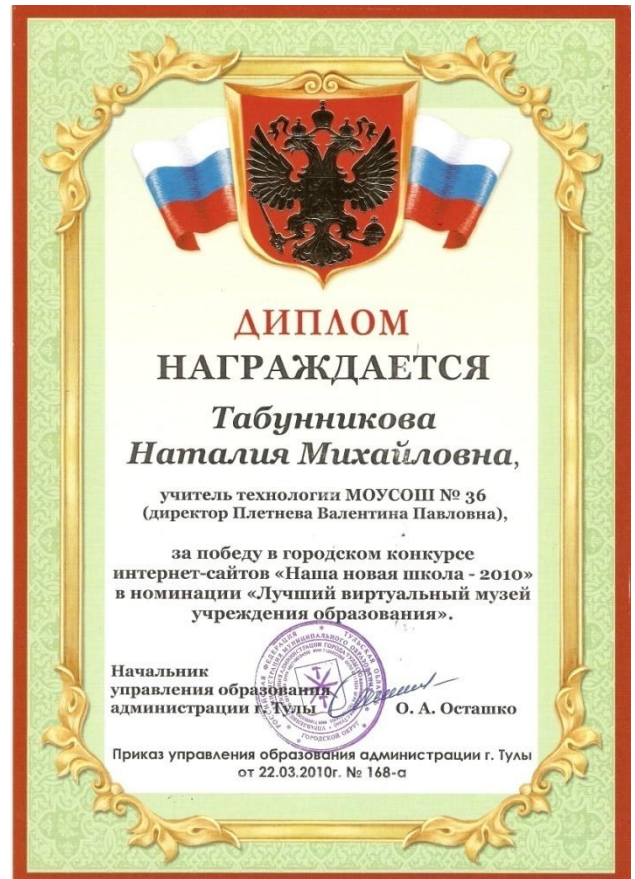 ДИПЛОМ
НАГРАЖДАЕТСЯ
Табунникова
Наталия Михайловна,
учитель технологии МОУСОШ № 36
(директор Плетнева Валентина Павловна),
за победу в городском конкурсе
интернет-сайтов «Наша новая школа - 2010»
в номинации «Лучший виртуальный музей
учреждения образования».
Начальник
управления образования
администрации г. Тулы О. А. Осташко
Приказ управления образования администрации г. Тулы
от 22.03.2010г. № 168-а